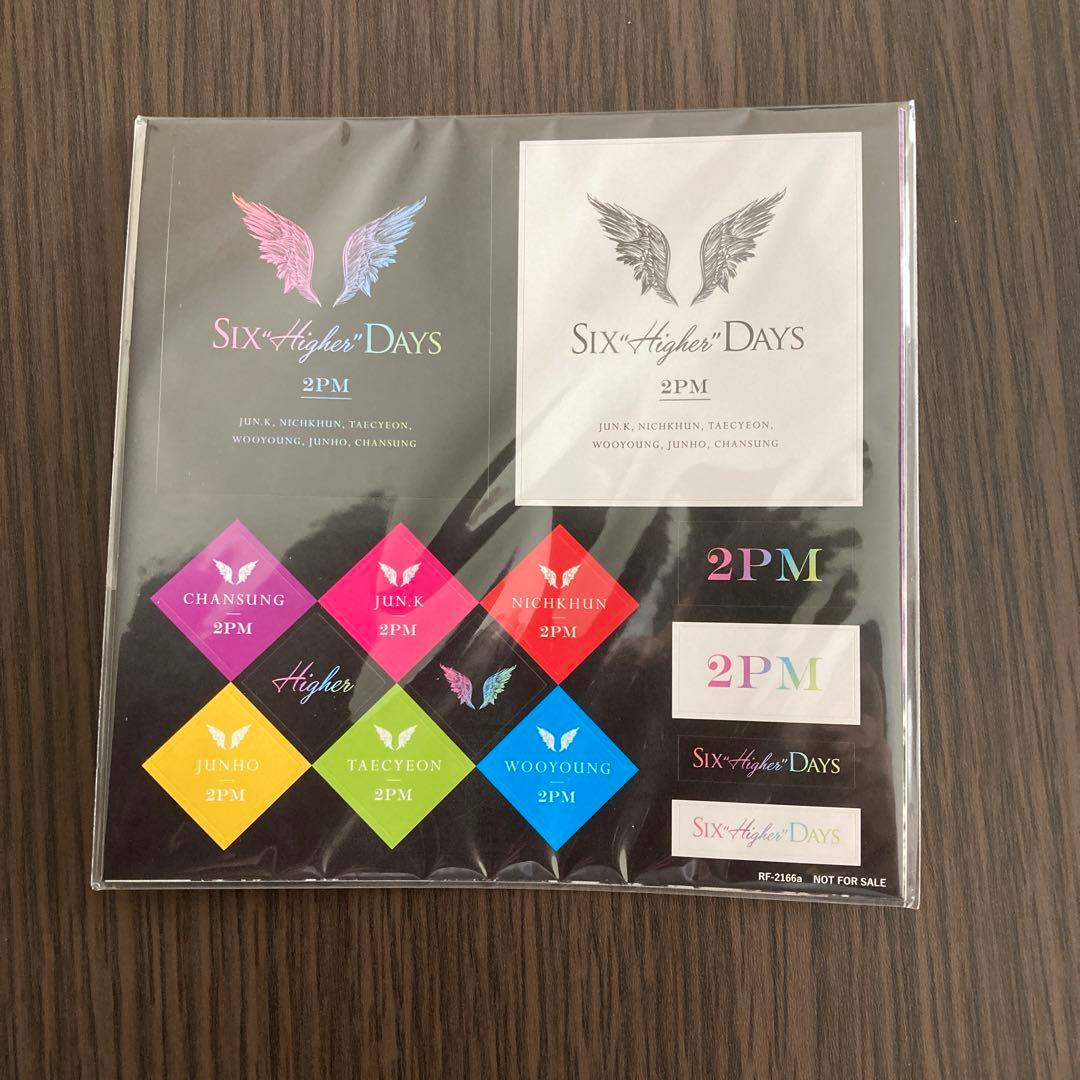 SIX“Higher”DAYS
2PM
JUN.K, NICHKHUN, TAECYEON,
WOOYOUNG, JUNHO, CHANSUNG
SIX“Higher”DAYS
2PM
JUN.K, NICHKHUN, TAECYEON,
WOOYOUNG, JUNHO, CHANSUNG
CHANSUNG
2PM
JUN.K
2PM
NICHKHUN
2PM
Higher
JUNHO
2PM
TAECYEON
2PM
WOOYOUNG
2PM
2PM
2PM
SIX“Higher”DAYS
SIX“Higher”DAYS
RF-2166a NOT FOR SALE